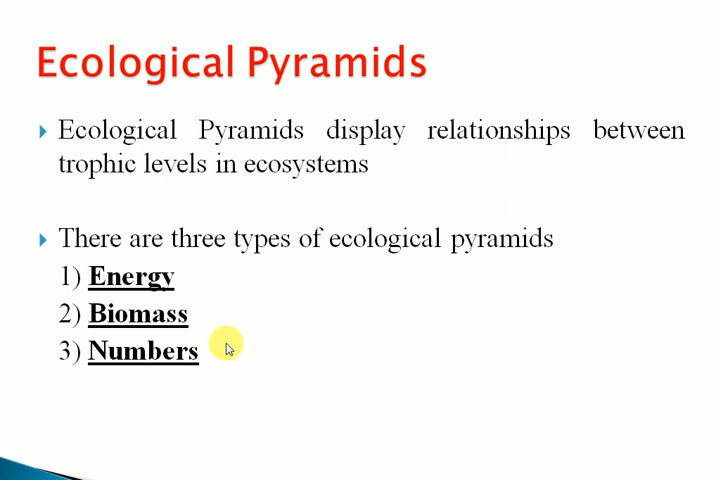 Ecological Pyramids
Ecological Pyramids display relationships between
trophic levels in ecosystems
There are three types of ecological pyramids
1) Energy
2) Biomass
3) Numbers